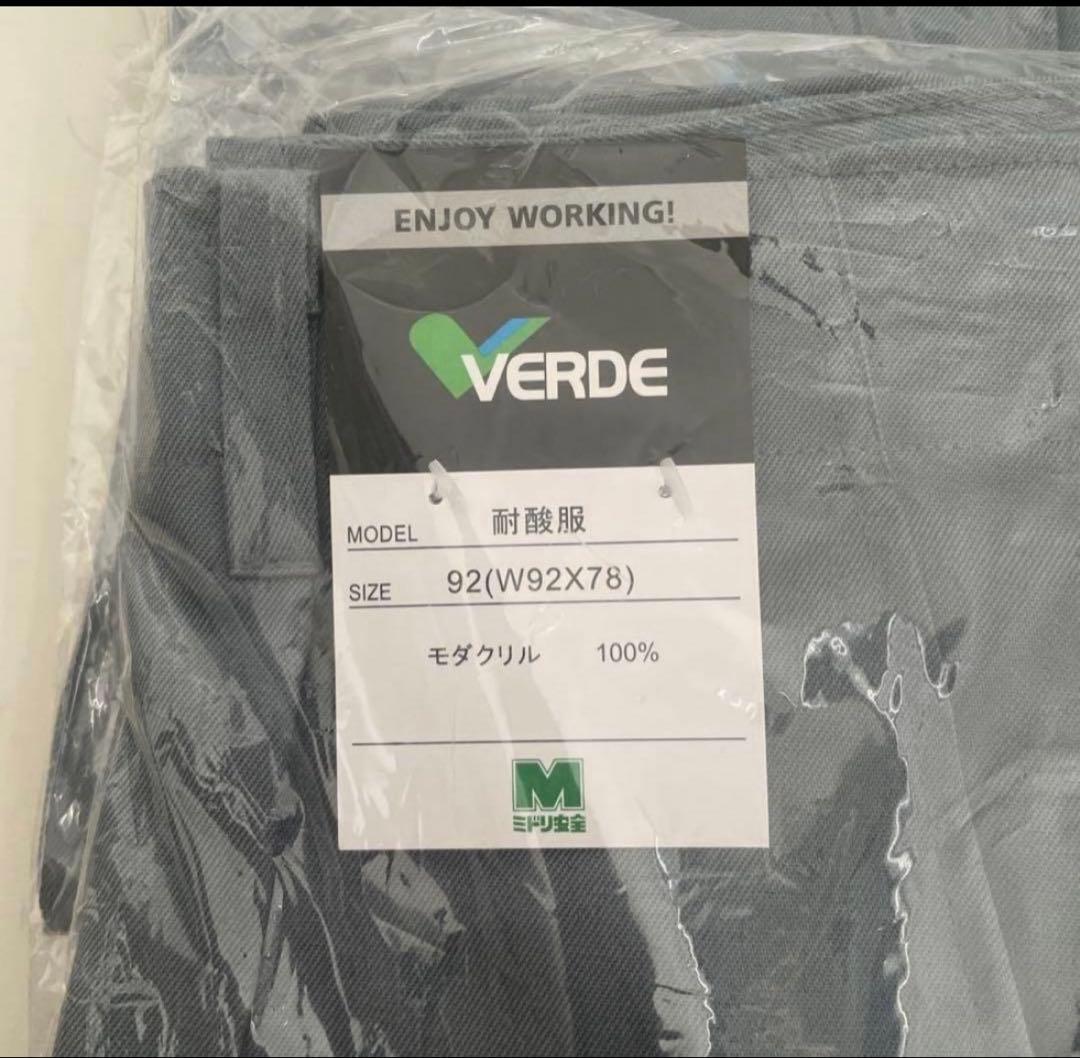 ENJOY WORKING!
VERDE
MODEL 耐酸服
SIZE 92(W92X78)
モダクリル 100%
M
ミドリ安全